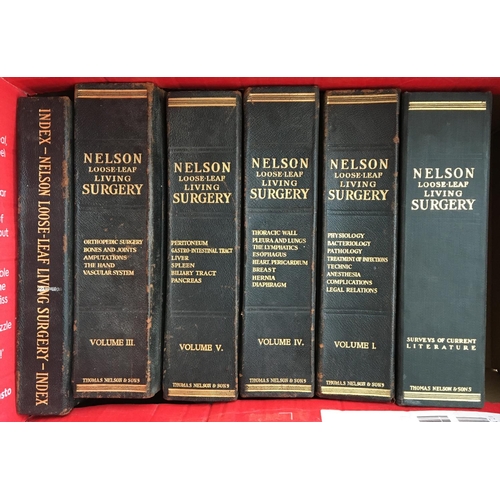 INDEX – NELSON LOOSE-LEAF LIVING SURGERY – INDEX
NELSON
LOOSE-LEAF
LIVING
SURGERY
ORTHOPEDIC SURGERY
BONES AND JOINTS
AMPUTATIONS
THE HAND
VASCULAR SYSTEM
VOLUME III.
THOMAS NELSON & SONS
NELSON
LOOSE-LEAF
LIVING
SURGERY
PERITONEUM
GASTRO-INTESTINAL TRACT
LIVER
SPLEEN
BILIARY TRACT
PANCREAS
VOLUME V.
THOMAS NELSON & SONS
NELSON
LOOSE-LEAF
LIVING
SURGERY
THORACIC WALL
PLEURA AND LUNGS
THE LYMPHATICS
ESOPHAGUS
HEART PERICARDIUM
BREAST
HERNIA
DIAPHRAGM
VOLUME IV.
THOMAS NELSON & SONS
NELSON
LOOSE-LEAF
LIVING
SURGERY
PHYSIOLOGY
BACTERIOLOGY
PATHOLOGY
TREATMENT OF INFECTIONS
TECHNIC
ANESTHESIA
COMPLICATIONS
LEGAL RELATIONS
VOLUME I.
THOMAS NELSON & SONS
NELSON
LOOSE-LEAF
LIVING
SURGERY
SURVEYS OF CURRENT
LITERATURE
THOMAS NELSON & SONS